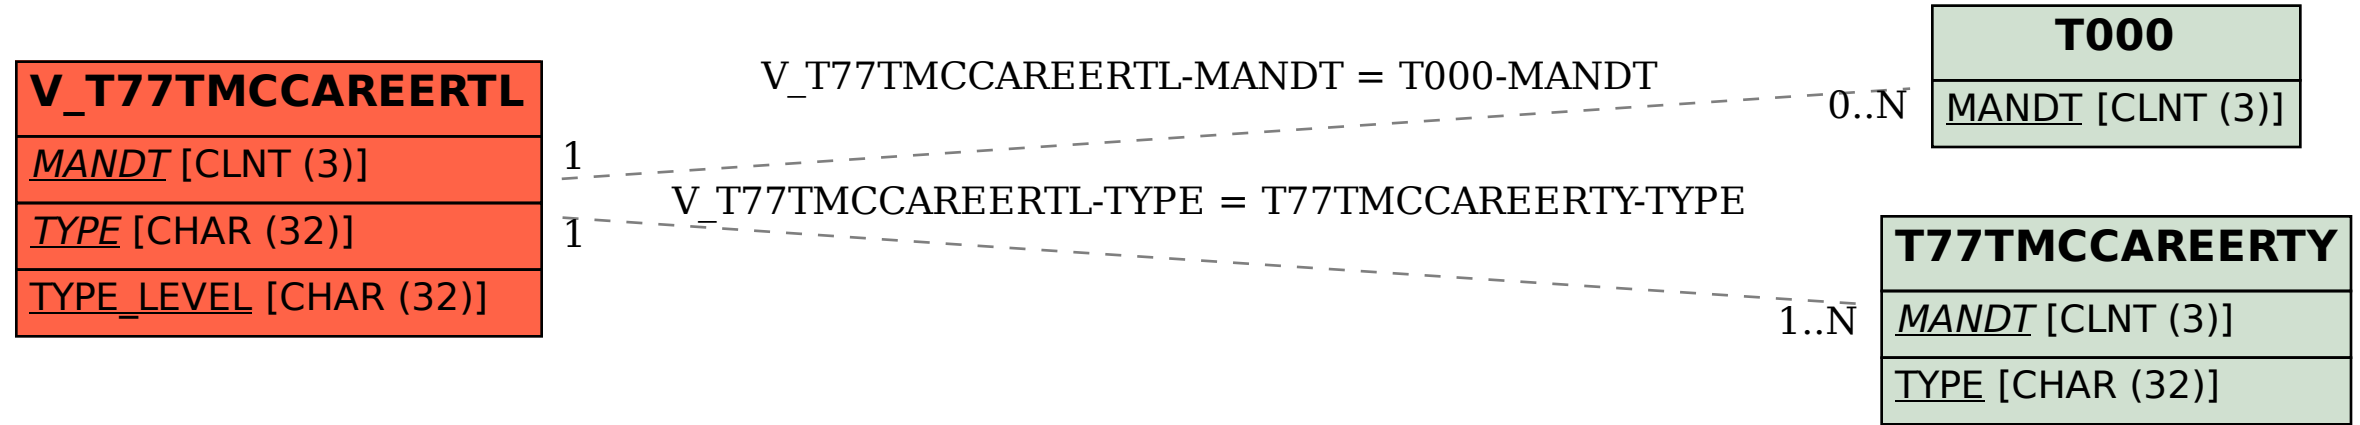 V_T77TMCCAREERTL
MANDT [CLNT (3)]
TYPE [CHAR (32)]
TYPE_LEVEL [CHAR (32)]
V_T77TMCCAREERTL-MANDT = T000-MANDT
1
0..N
V_T77TMCCAREERTL-TYPE = T77TMCCAREERTY-TYPE
1
1..N
T000
MANDT [CLNT (3)]
T77TMCCAREERTY
MANDT [CLNT (3)]
TYPE [CHAR (32)]